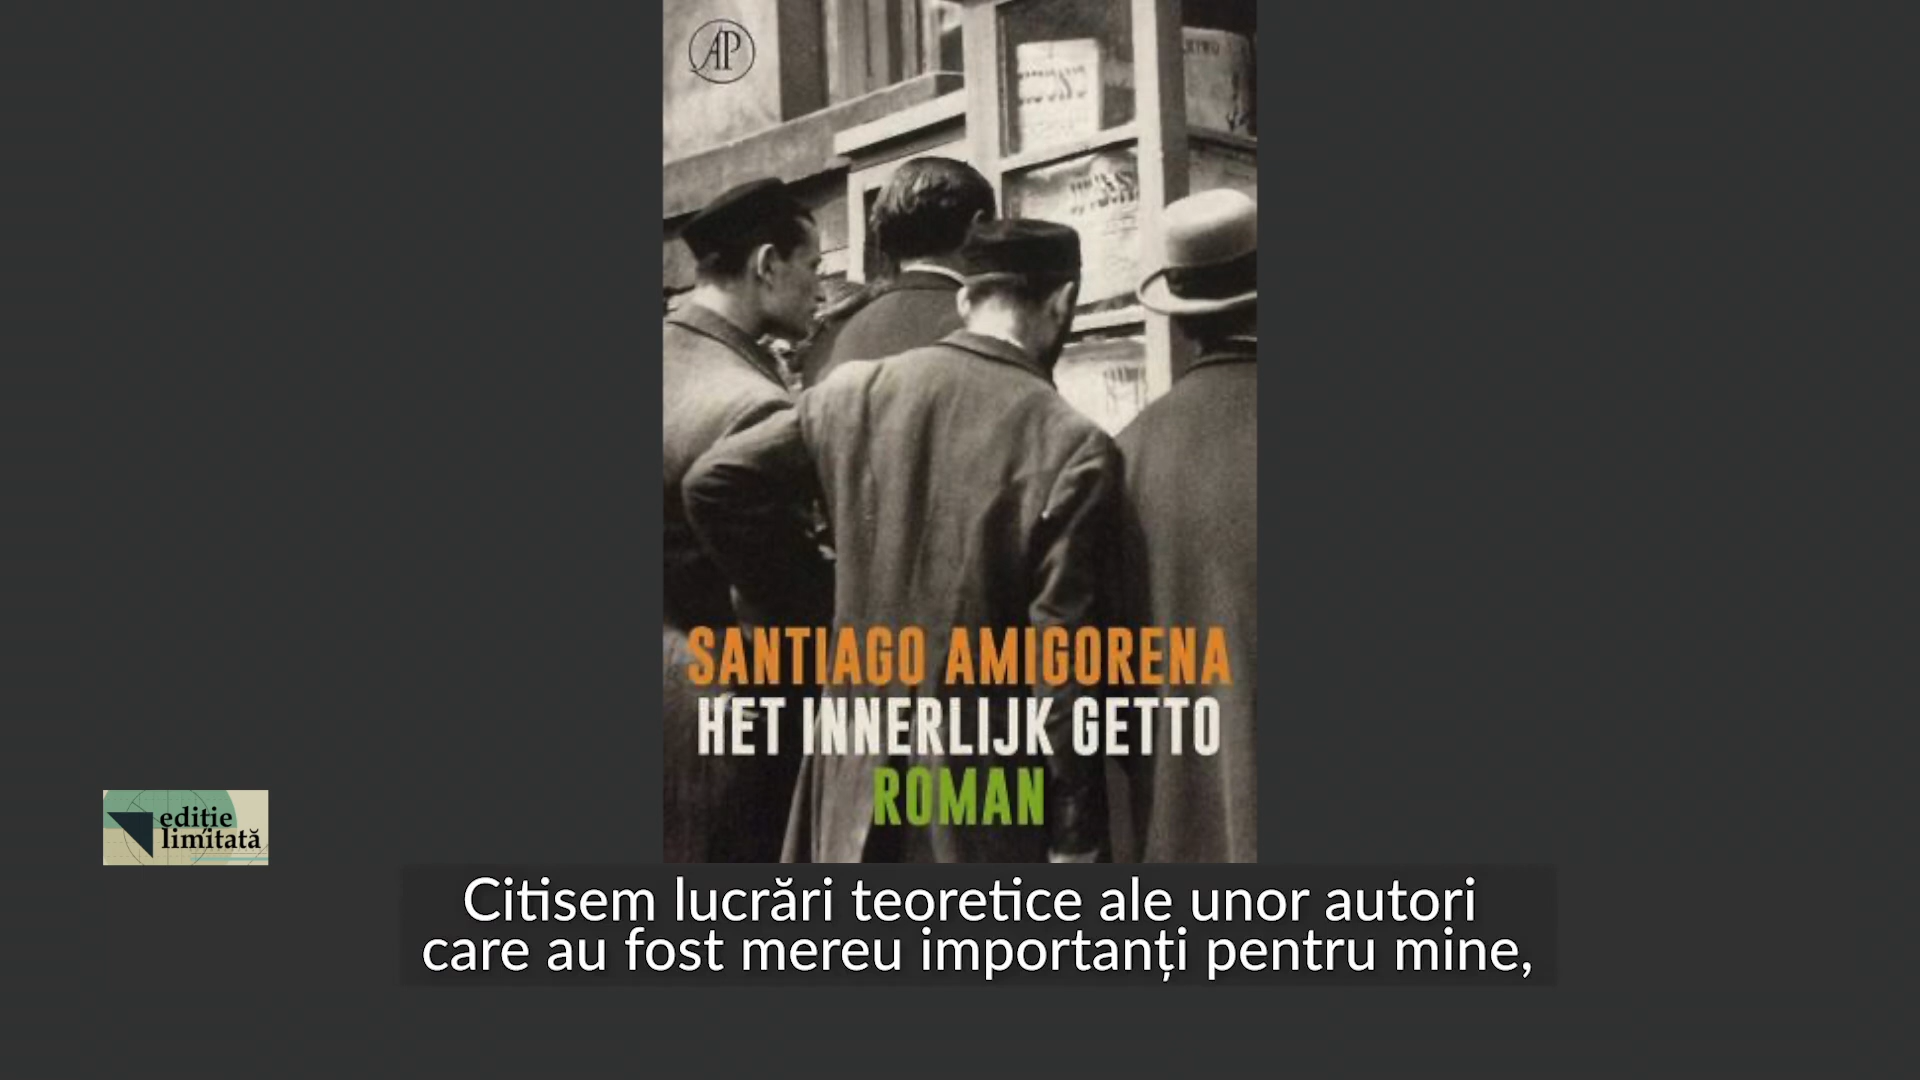 AP
SANTIAGO AMIGORENA
HET INNERLIJK GETTO
ROMAN
ediție
limitată
Citisem lucrări teoretice ale unor autori
care au fost mereu importanți pentru mine,